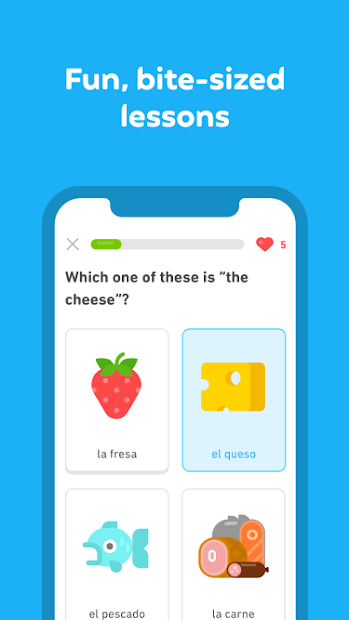 Fun, bite-sized
lessons
5
Which one of these is "the
cheese"?
la fresa
el queso
el pescado
la carne